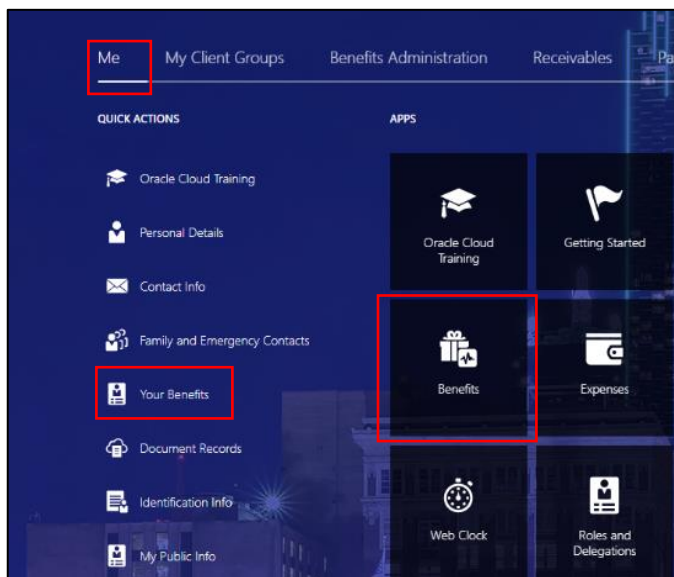 Me
My Client Groups
Benefits Administration
Receivables
Pa
QUICK ACTIONS
Oracle Cloud Training
Personal Details
Contact Info
Family and Emergency Contacts
Your Benefits
Document Records
Identification Info
My Public Info
APPS
Oracle Cloud
Training
Getting Started
Benefits
Expenses
Web Clock
Roles and
Delegations